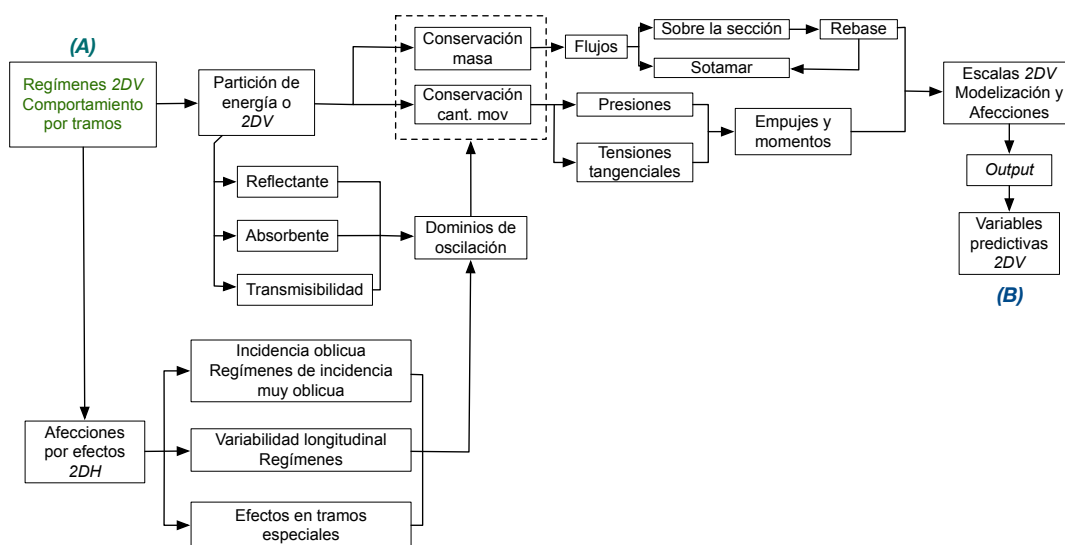 (A)
Regímenes 2DV
Comportamiento
por tramos
Partición de
energía o
2DV
Conservación
masa
Conservación
cant. mov
Flujos
Sobre la sección
Rebase
Sotamar
Presiones
Tensiones
tangenciales
Empujes y
momentos
Escalas 2DV
Modelización y
Afecciones
Output
Variables
predictivas
2DV
(B)
Reflectante
Absorbente
Transmisibilidad
Dominios de
oscilación
Afecciones
por efectos
2DH
Incidencia oblicua
Regímenes de incidencia
muy oblicua
Variabilidad longitudinal
Regímenes
Efectos en tramos
especiales